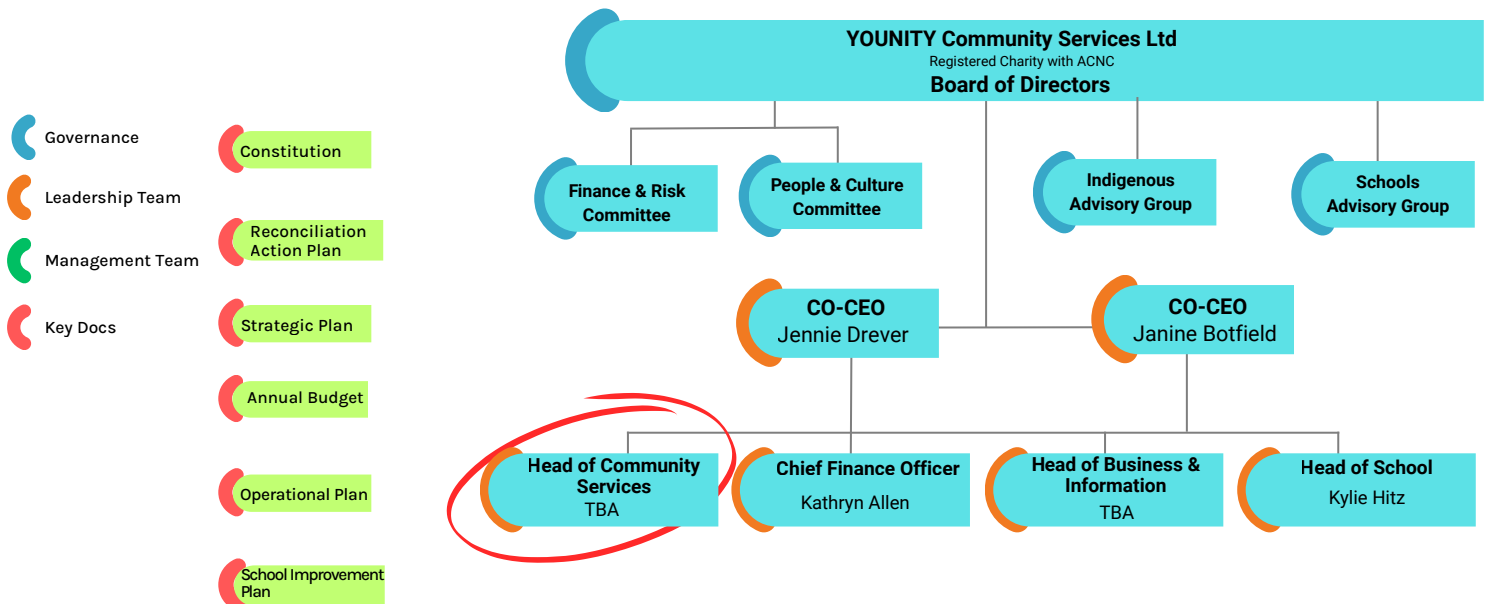 YOUNITY Community Services Ltd
Registered Charity with ACNC
Board of Directors
Governance
Leadership Team
Management Team
Key Docs
Constitution
Reconciliation
Action Plan
Strategic Plan
Annual Budget
Operational Plan
School Improvement
Plan
Finance & Risk
Committee
People & Culture
Committee
Indigenous
Advisory Group
Schools
Advisory Group
CO-CEO
Jennie Drever
CO-CEO
Janine Botfield
Head of Community
Services
TBA
Chief Finance Officer
Kathryn Allen
Head of Business &
Information
TBA
Head of School
Kylie Hitz